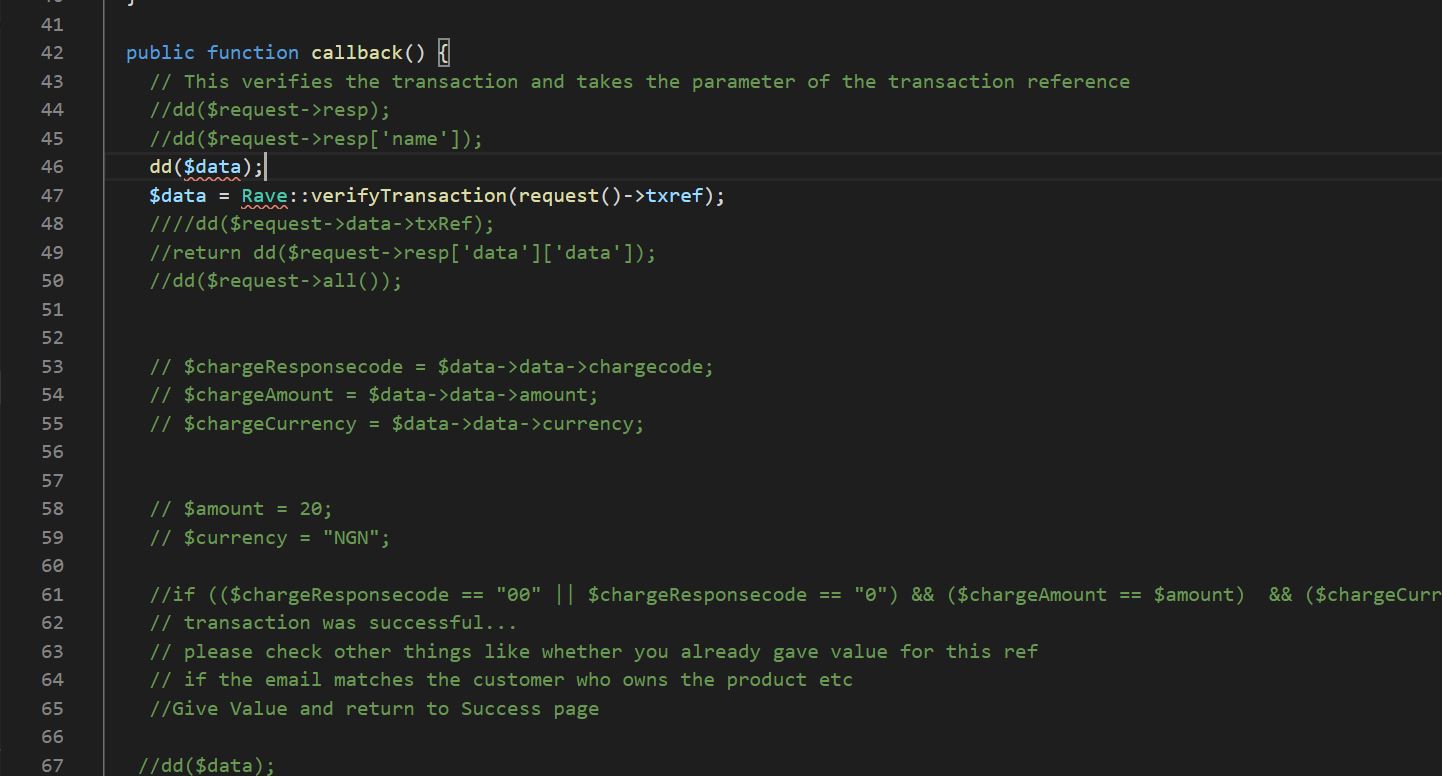 41
42 public function callback() {
43 // This verifies the transaction and takes the parameter of the transaction reference
44 //dd($request->resp);
45 //dd($request->resp['name']);
46 dd($data);
47 $data = Rave::verifyTransaction(request()->txref);
48 ////dd($request->data->txRef);
49 //return dd($request->resp['data']['data']);
50 //dd($request->all());
51
52
53 // $chargeResponsecode = $data->data->chargecode;
54 // $chargeAmount = $data->data->amount;
55 // $chargeCurrency = $data->data->currency;
56
57
58 // $amount = 20;
59 // $currency = "NGN";
60
61 //if (($chargeResponsecode == "00" || $chargeResponsecode == "0") && ($chargeAmount == $amount)  && ($chargeCurr
62 // transaction was successful...
63 // please check other things like whether you already gave value for this ref
64 // if the email matches the customer who owns the product etc
65 //Give Value and return to Success page
66
67 //dd($data);